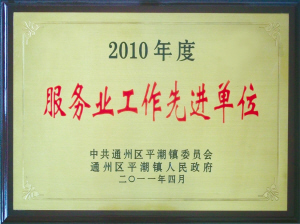 2010年度
服务业工作先进单位
中共通州区平潮镇委员会
通州区平潮镇人民政府
二〇一一年四月